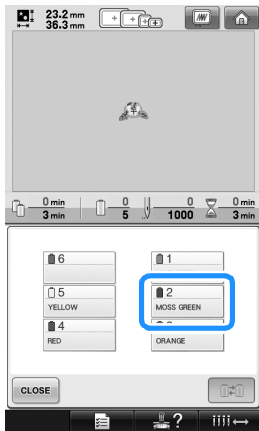 23.2 mm
36.3 mm
0 min
3 min
0
5
0
1000
0 min
3 min
6
1
5
YELLOW
2
MOSS GREEN
4
RED
ORANGE
CLOSE
?